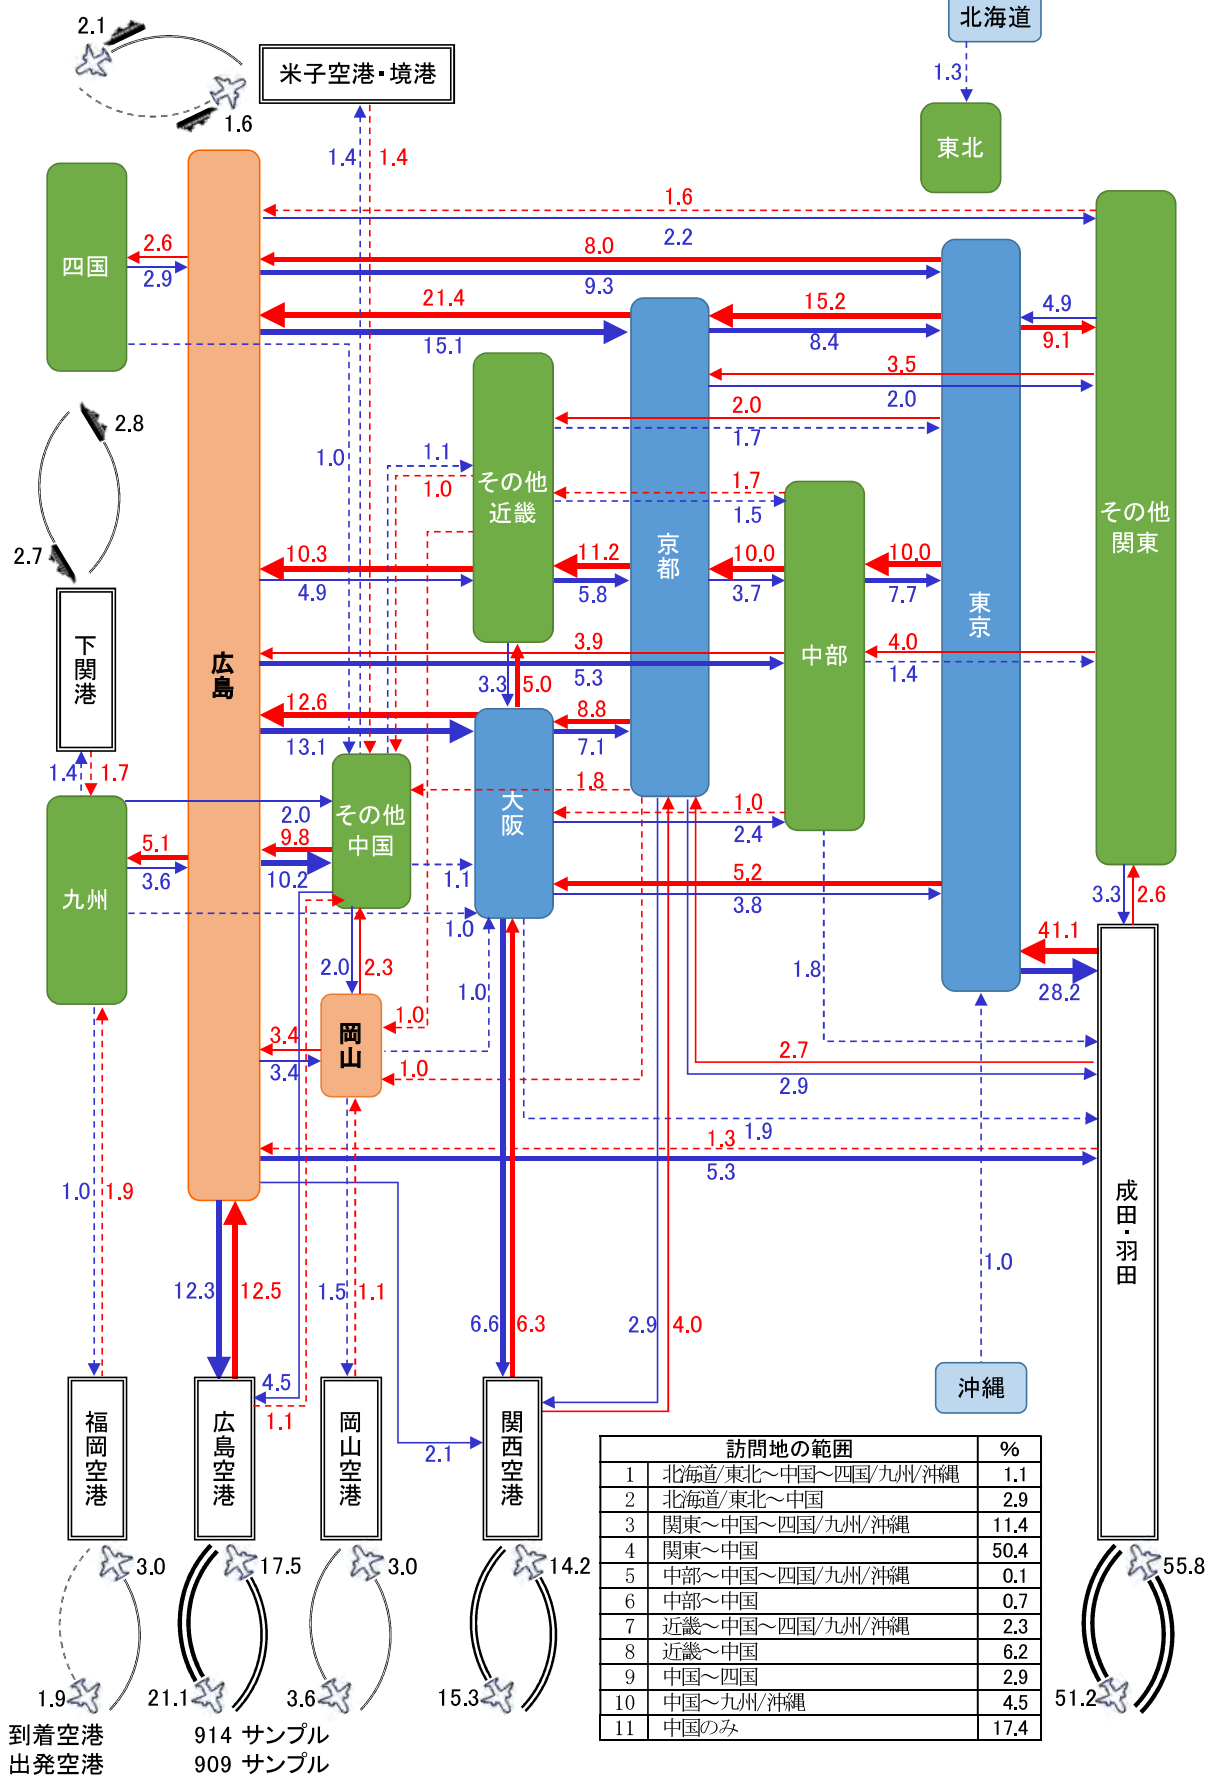 北海道
2.1
1.3
米子空港・境港
1.6
東北
1.4
1.4
1.6
2.2
四国
2.6
2.9
8.0
9.3
21.4
15.1
15.2
8.4
4.9
9.1
3.5
2.0
2.0
1.7
2.8
1.0
1.1
1.0
その他
近畿
1.7
1.5
その他
関東
京都
2.7
10.3
4.9
11.2
5.8
10.0
3.7
10.0
7.7
東京
下関港
広島
3.9
5.3
中部
4.0
1.4
3.3
5.0
12.6
13.1
8.8
7.1
1.4
1.7
1.8
大阪
1.0
2.4
2.0
その他
中国
5.1
3.6
9.8
10.2
1.1
5.2
3.8
九州
1.0
3.3
2.6
41.1
28.2
2.0
2.3
1.0
1.8
1.0
岡山
3.4
3.4
1.0
2.7
2.9
1.9
1.3
5.3
1.0
1.9
成田・羽田
1.0
12.3
12.5
1.5
1.1
6.6
6.3
2.9
4.0
沖縄
4.5
1.1
2.1
福岡空港
広島空港
岡山空港
関西空港
訪問地の範囲 %
1 北海道/東北～中国～四国/九州/沖縄 1.1
2 北海道/東北～中国 2.9
3 関東～中国～四国/九州/沖縄 11.4
4 関東～中国 50.4
5 中部～中国～四国/九州/沖縄 0.1
6 中部～中国 0.7
7 近畿～中国～四国/九州/沖縄 2.3
8 近畿～中国 6.2
9 中国～四国 2.9
10 中国～九州/沖縄 4.5
11 中国のみ 17.4
3.0
17.5
3.0
14.2
55.8
1.9
21.1
3.6
15.3
51.2
到着空港 914 サンプル
出発空港 909 サンプル